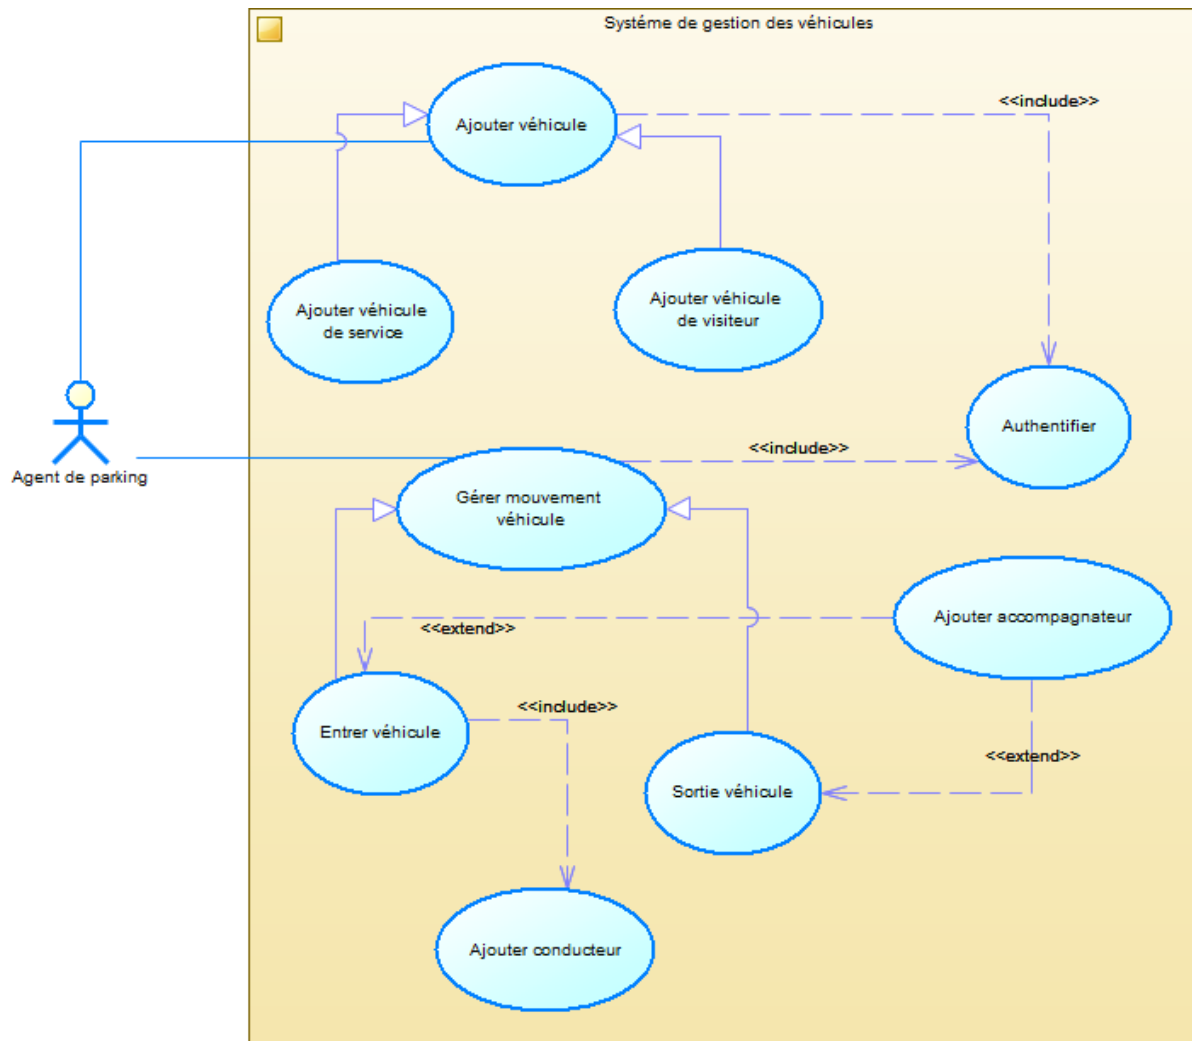 Systéme de gestion des véhicules
<<include>>
Ajouter véhicule
Ajouter véhicule
de service
Ajouter véhicule
de visiteur
Authentifier
<<include>>
Agent de parking
Gérer mouvement
véhicule
Ajouter accompagnateur
<<extend>>
<<include>>
Entrer véhicule
<<extend>>
Sortie véhicule
Ajouter conducteur